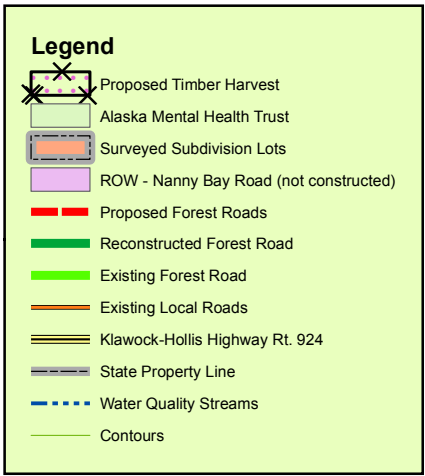 Legend
Proposed Timber Harvest
Alaska Mental Health Trust
Surveyed Subdivision Lots
ROW - Nanny Bay Road (not constructed)
Proposed Forest Roads
Reconstructed Forest Road
Existing Forest Road
Existing Local Roads
Klawock-Hollis Highway Rt. 924
State Property Line
Water Quality Streams
Contours